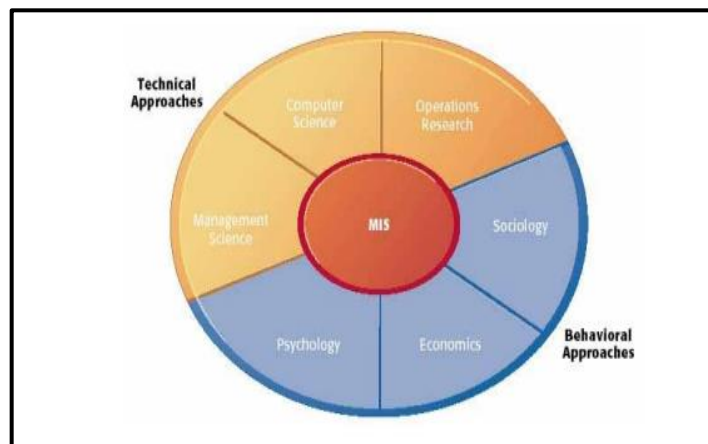 Technical
Approaches
Computer
Science
Operations
Research
Management
Science
MIS
Sociology
Psychology
Economics
Behavioral
Approaches